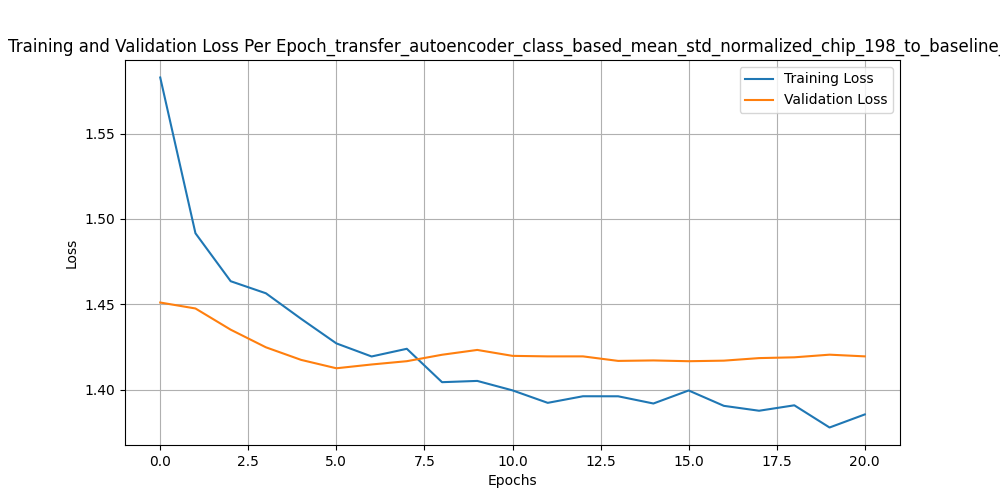 Training and Validation Loss Per Epoch_transfer_autoencoder_class_based_mean_std_normalized_chip_198_to_baseline_
Training Loss
Validation Loss
1.55
1.50
1.45
1.40
Loss
0.0 2.5 5.0 7.5 10.0 12.5 15.0 17.5 20.0
Epochs